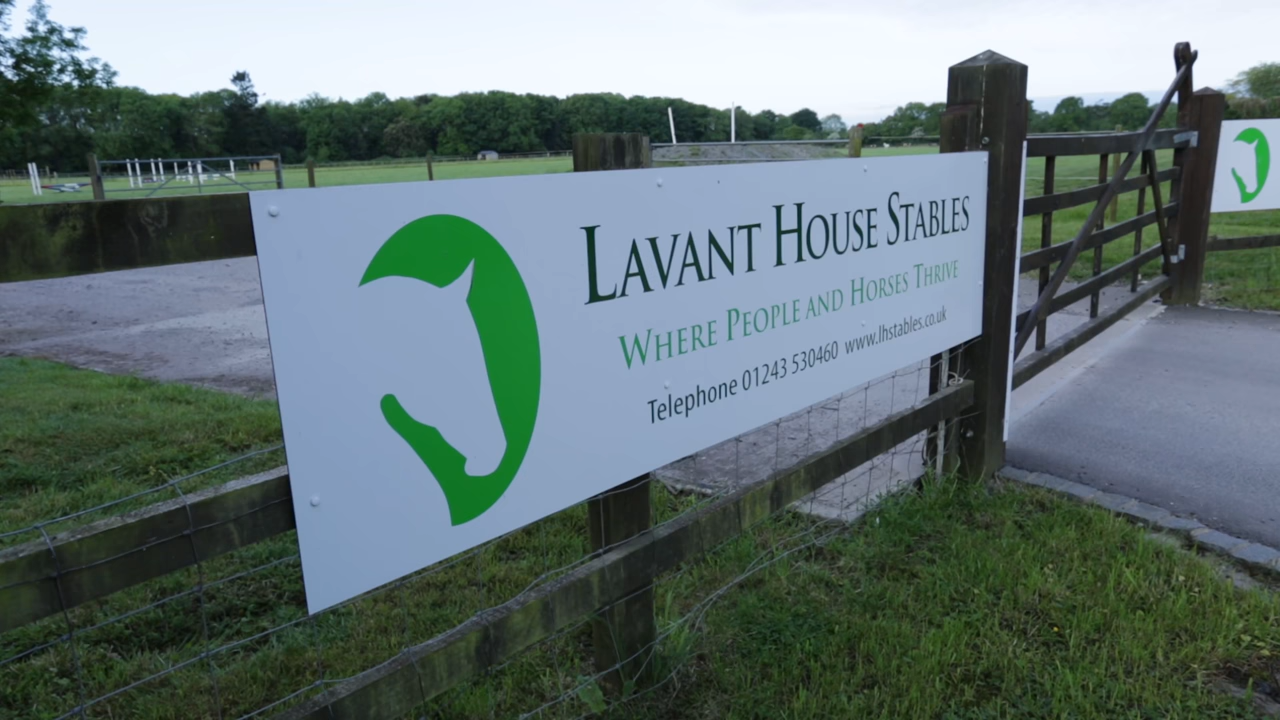 Lavant House Stables
Where People and Horses Thrive
Telephone 01243 530460 www.lhstables.co.uk